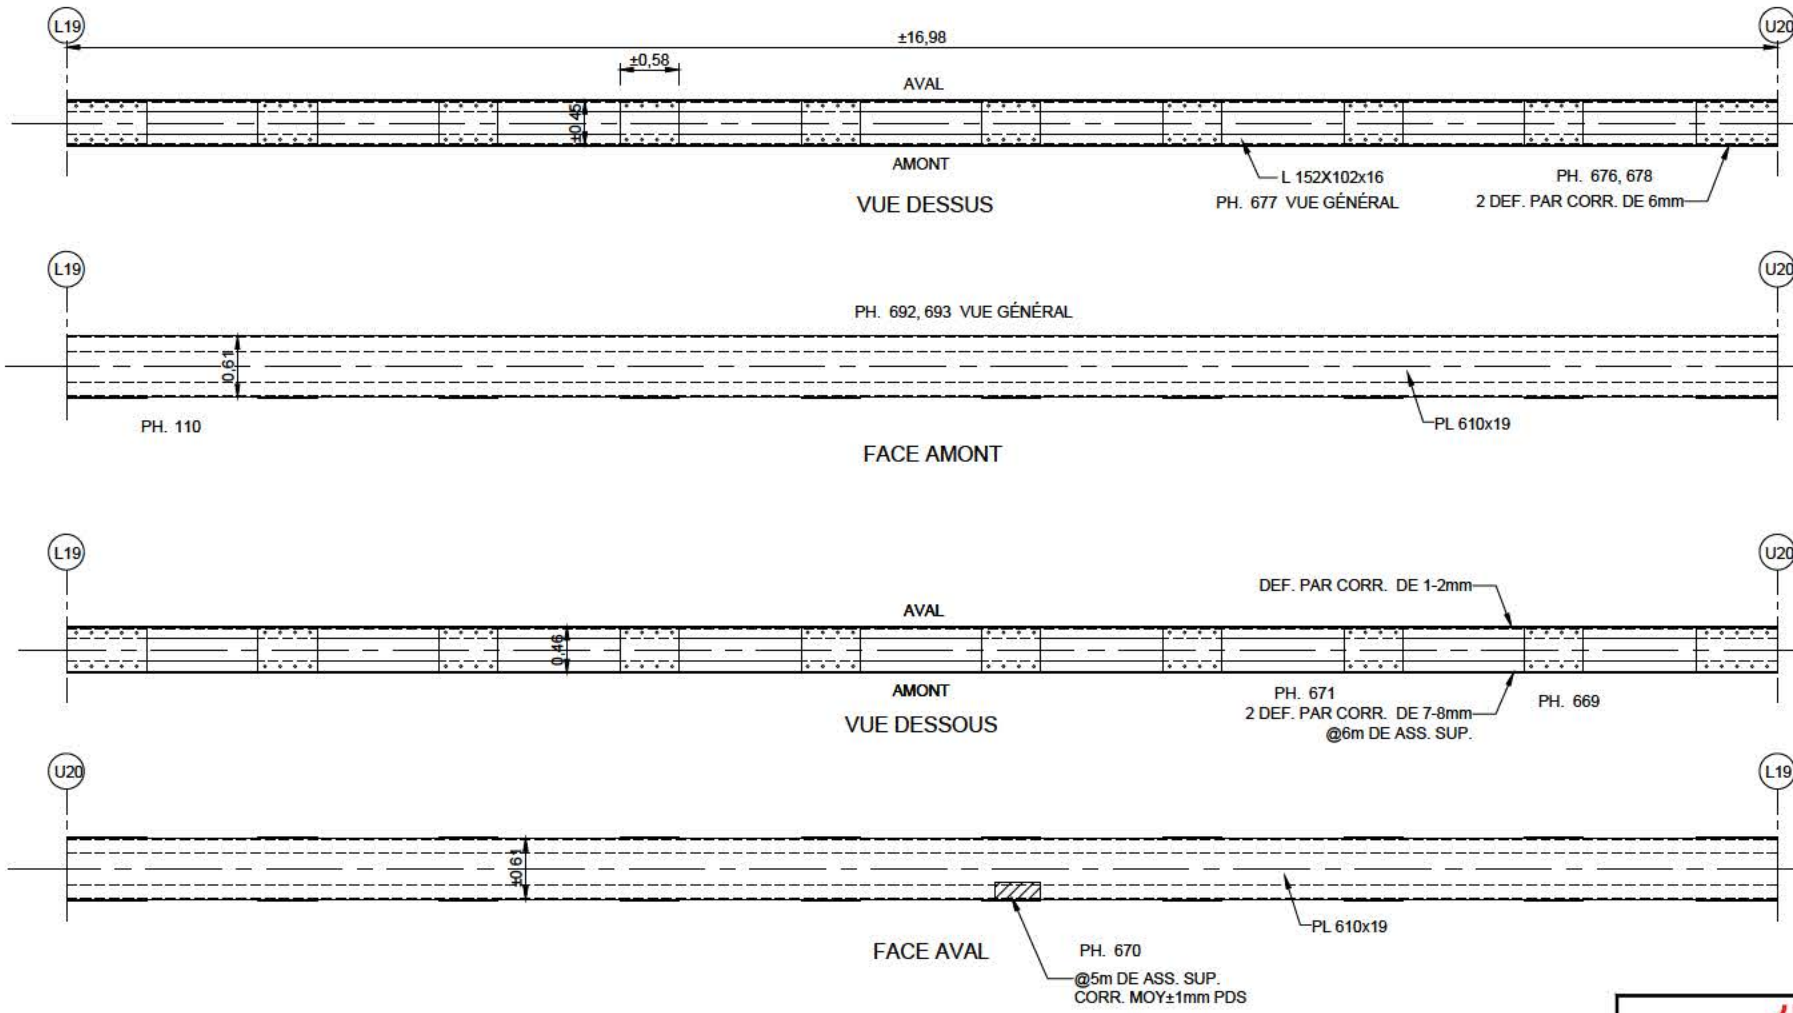 L19
U20
±16,98
±0,58
AVAL
±0,45
AMONT
L 152X102x16
PH. 676, 678
VUE DESSUS
PH. 677 VUE GÉNÉRAL
2 DEF. PAR CORR. DE 6mm
L19
U20
PH. 692, 693 VUE GÉNÉRAL
0,61
PH. 110
PL 610x19
FACE AMONT
L19
U20
DEF. PAR CORR. DE 1-2mm
AVAL
0,46
AMONT
PH. 671
PH. 669
VUE DESSOUS
2 DEF. PAR CORR. DE 7-8mm
@6m DE ASS. SUP.
U20
L19
±0,61
PL 610x19
FACE AVAL
PH. 670
@5m DE ASS. SUP.
CORR. MOY±1mm PDS